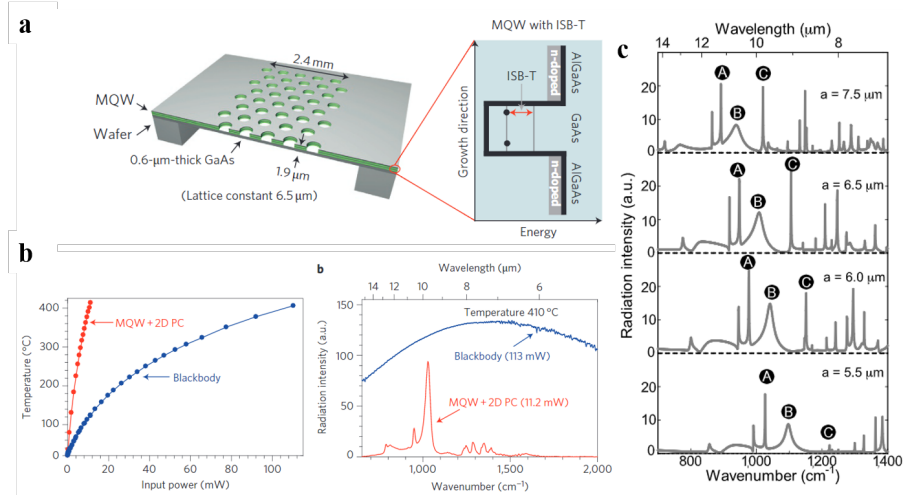 a
2.4 mm
MQW
Wafer
0.6-μm-thick GaAs
1.9 μm
(Lattice constant 6.5 μm)
MQW with ISB-T
Growth direction
ISB-T
n-doped
AlGaAs
GaAs
n-doped
AlGaAs
Energy
b
Temperature (°C)
400
300
200
100
0
MQW + 2D PC
Blackbody
0 20 40 60 80 100
Input power (mW)
b
Wavelength (μm)
14 12 10 8 6
Radiation intensity (a.u.)
150
100
50
0
Temperature 410 °C
Blackbody (113 mW)
MQW + 2D PC (11.2 mW)
1,000 1,500 2,000
Wavenumber (cm⁻¹)
c
Wavelength (μm)
14 12 10 8
Radiation intensity (a.u.)
20
10
0
A
B
C
a = 7.5 μm
20
10
0
A
B
C
a = 6.5 μm
20
10
0
A
B
C
a = 6.0 μm
20
10
0
A
B
C
a = 5.5 μm
800 1000 1200 1400
Wavenumber (cm⁻¹)